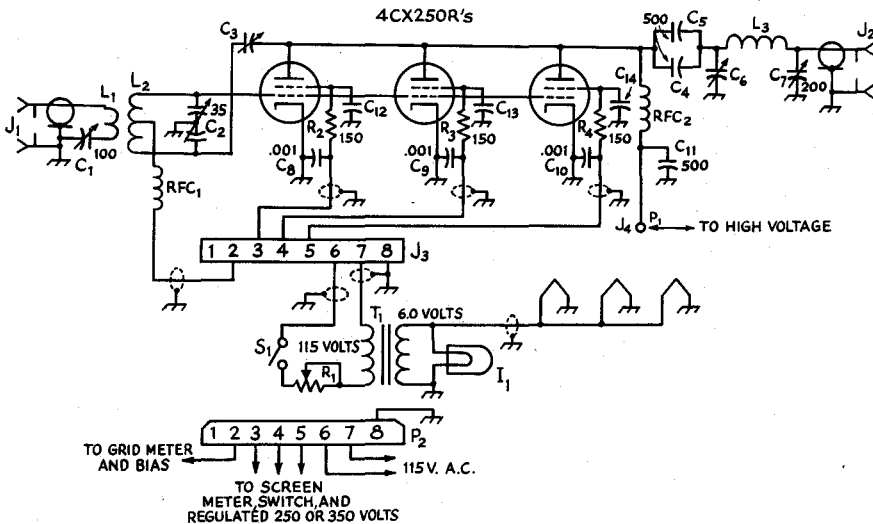 4CX250R's
C3
500
C5
L3
J2
L1
L2
35
C2
C12
C13
C14
C4
C6
C7
200
R2
150
R3
150
R4
150
RFC2
J1
100
C1
.001
C8
.001
C9
.001
C10
C11
500
RFC1
J4
P1
TO HIGH VOLTAGE
1 2 3 4 5 6 7 8
J3
T1
6.0 VOLTS
S1
115 VOLTS
R1
I1
1 2 3 4 5 6 7 8
P2
TO GRID METER
AND BIAS
115V. A.C.
TO SCREEN
METER, SWITCH, AND
REGULATED 250 OR 350 VOLTS